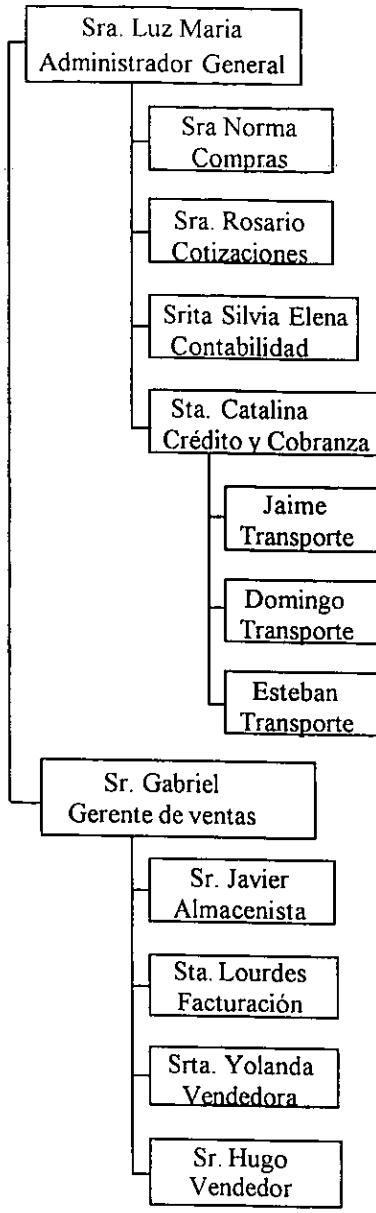 Sra. Luz Maria
Administrador General
Sra Norma
Compras
Sra. Rosario
Cotizaciones
Srita Silvia Elena
Contabilidad
Sta. Catalina
Crédito y Cobranza
Jaime
Transporte
Domingo
Transporte
Esteban
Transporte
Sr. Gabriel
Gerente de ventas
Sr. Javier
Almacenista
Sta. Lourdes
Facturación
Srta. Yolanda
Vendedora
Sr. Hugo
Vendedor